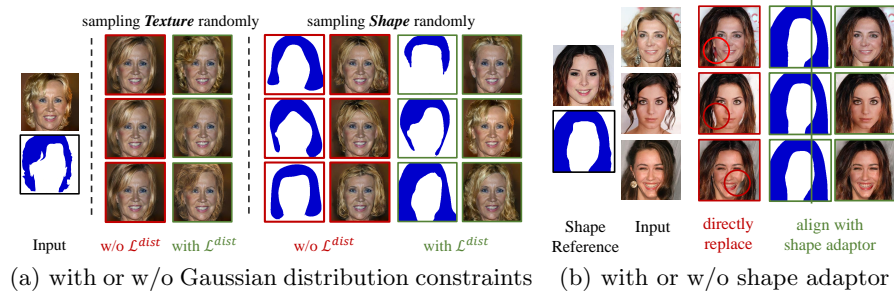 sampling Texture randomly
sampling Shape randomly
Input
w/o ℒ^dist
with ℒ^dist
w/o ℒ^dist
with ℒ^dist
Shape
Reference
Input
directly
replace
align with
shape adaptor
(a) with or w/o Gaussian distribution constraints
(b) with or w/o shape adaptor